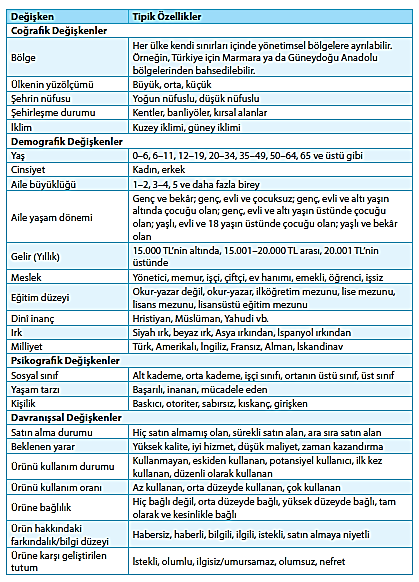 Değişken Tipik Özellikler
Coğrafik Değişkenler
Bölge
Her ülke kendi sınırları içinde yönetimsel bölgelere ayrılabilir.
Örneğin, Türkiye için Marmara ya da Güneydoğu Anadolu
bölgelerinden bahsedilebilir.
Ülkenin yüzölçümü Büyük, orta, küçük
Şehrin nüfusu Yoğun nüfuslu, düşük nüfuslu
Şehirleşme durumu Kentler, banliyöler, kırsal alanlar
İklim Kuzey iklimi, güney iklimi
Demografik Değişkenler
Yaş 0–6, 6–11, 12–19, 20–34, 35–49, 50–64, 65 ve üstü gibi
Cinsiyet Kadın, erkek
Aile büyüklüğü 1–2, 3–4, 5 ve daha fazla birey
Aile yaşam dönemi
Genç ve bekâr; genç, evli ve çocuksuz; genç, evli ve altı yaşın
altında çocuğu olan; genç, evli ve altı yaşın üstünde çocuğu
olan; yaşlı, evli ve 18 yaşın üstünde çocuğu olan; yaşlı ve bekâr
olan
Gelir (Yıllık)
15.000 TL’nin altında, 15.001–20.000 TL arası, 20.001 TL’nin
üstünde
Meslek Yönetici, memur, işçi, çiftçi, ev hanımı, emekli, öğrenci, işsiz
Eğitim düzeyi
Okur-yazar değil, okur-yazar, ilköğretim mezunu, lise mezunu,
lisans mezunu, lisansüstü eğitim mezunu
Dinî inanç Hristiyan, Müslüman, Yahudi vb.
Irk Siyah ırk, beyaz ırk, Asya ırkından, İspanyol ırkından
Milliyet Türk, Amerikalı, İngiliz, Fransız, Alman, İskandinav
Psikografik Değişkenler
Sosyal sınıf Alt kademe, orta kademe, işçi sınıfı, ortanın üstü sınıf, üst sınıf
Yaşam tarzı Başarılı, inanan, mücadele eden
Kişilik Baskıcı, otoriter, sabırsız, kıskanç, girişken
Davranışsal Değişkenler
Satın alma durumu Hiç satın almamış olan, sürekli satın alan, ara sıra satın alan
Beklenen yarar Yüksek kalite, iyi hizmet, düşük maliyet, zaman kazandırma
Ürünü kullanım durumu
Kullanmayan, eskiden kullanan, potansiyel kullanıcı, ilk kez
kullanan, düzenli olarak kullanan
Ürünü kullanım oranı Az kullanan, orta düzeyde kullanan, çok kullanan
Ürüne bağlılık
Hiç bağlı değil, orta düzeyde bağlı, yüksek düzeyde bağlı, tam
olarak ve kesinlikle bağlı
Ürün hakkındaki
farkındalık/bilgi düzeyi
Habersiz, haberli, bilgili, ilgili, istekli, satın almaya niyetli
Ürüne karşı geliştirilen
tutum
İstekli, olumlu, ilgisiz/umursamaz, olumsuz, nefret